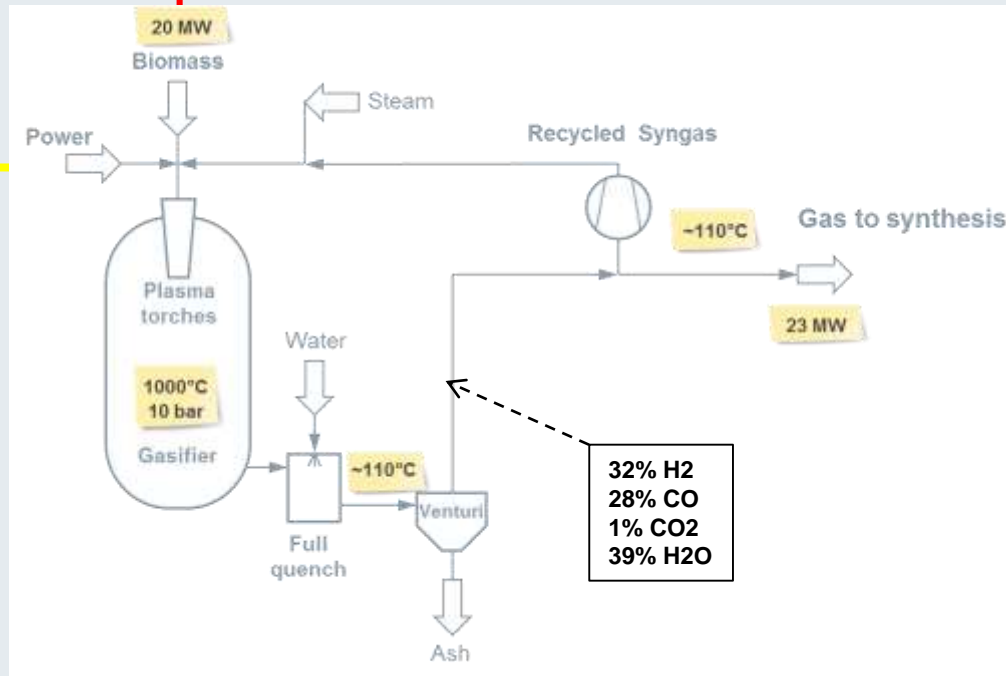 20 MW
Biomass
Steam
Power
Recycled Syngas
~110°C
Gas to synthesis
23 MW
Plasma
torches
Water
1000°C
10 bar
Gasifier
~110°C
Venturi
Full
quench
Ash
32% H2
28% CO
1% CO2
39% H2O